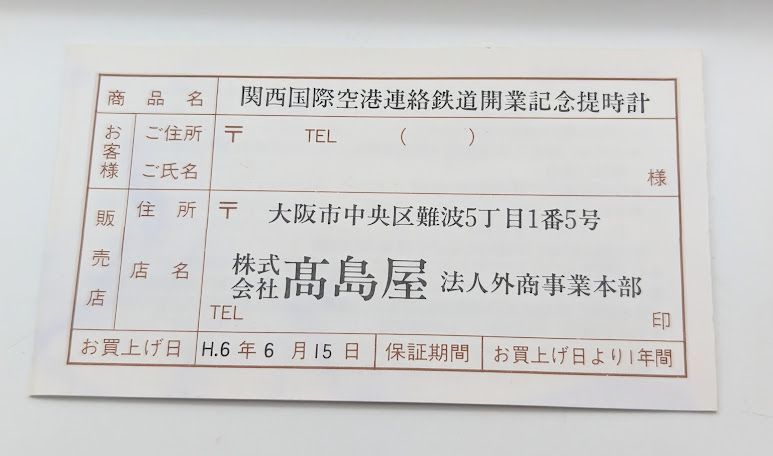 商品名 関西国際空港連絡鉄道開業記念提時計
お客様 ご住所 〒 TEL ( )
ご氏名 様
販売店 住所 〒 大阪市中央区難波5丁目1番5号
店名 株式会社 髙島屋 法人外商事業本部
TEL 印
お買上げ日 H.6年6月15日 保証期間 お買上げ日より1年間